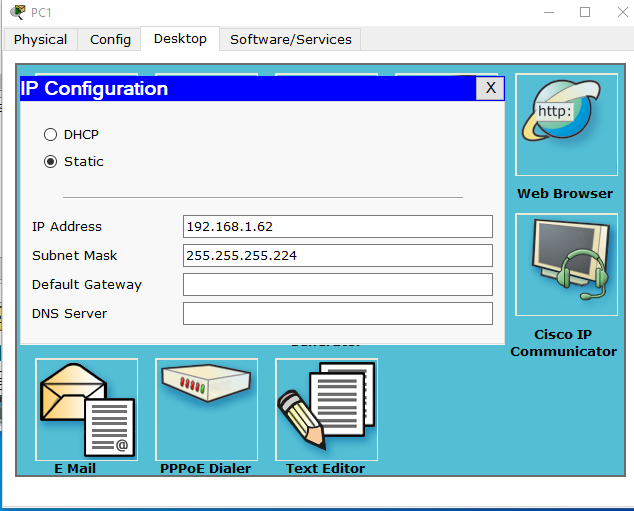 PC1
Physical Config Desktop Software/Services
IP Configuration X
DHCP
Static
IP Address 192.168.1.62
Subnet Mask 255.255.255.224
Default Gateway
DNS Server
http:
Web Browser
Cisco IP
Communicator
@
E Mail PPPoE Dialer Text Editor